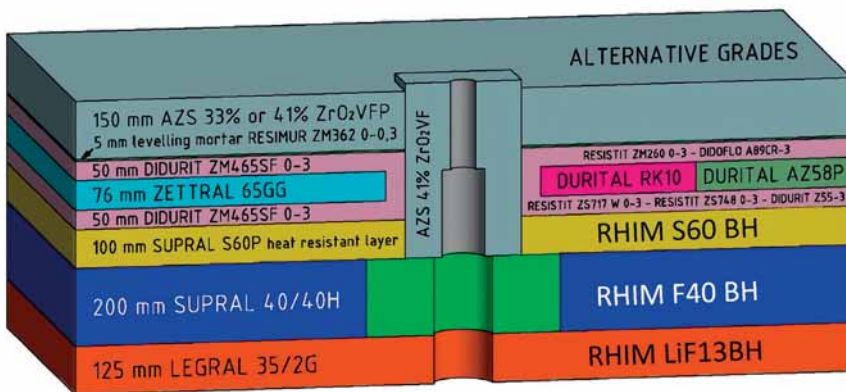 ALTERNATIVE GRADES
150 mm AZS 33% or 41% ZrO₂VFP
5 mm levelling mortar RESIMUR ZM362 0-0,3
50 mm DIDURIT ZM465SF 0-3
76 mm ZETTRAL 65GG
50 mm DIDURIT ZM465SF 0-3
100 mm SUPRAL S60P heat resistant layer
200 mm SUPRAL 40/40H
125 mm LEGRAL 35/2G
AZS 41% ZrO₂VF
RESISTIT ZM260 0-3 - DIDOFLO A89CR-3
DURITAL RK10
DURITAL AZ58P
RESISTIT ZS717 W 0-3 - RESISTIT ZS748 0-3 - DIDURIT Z55-3
RHIM S60 BH
RHIM F40 BH
RHIM LiF13BH